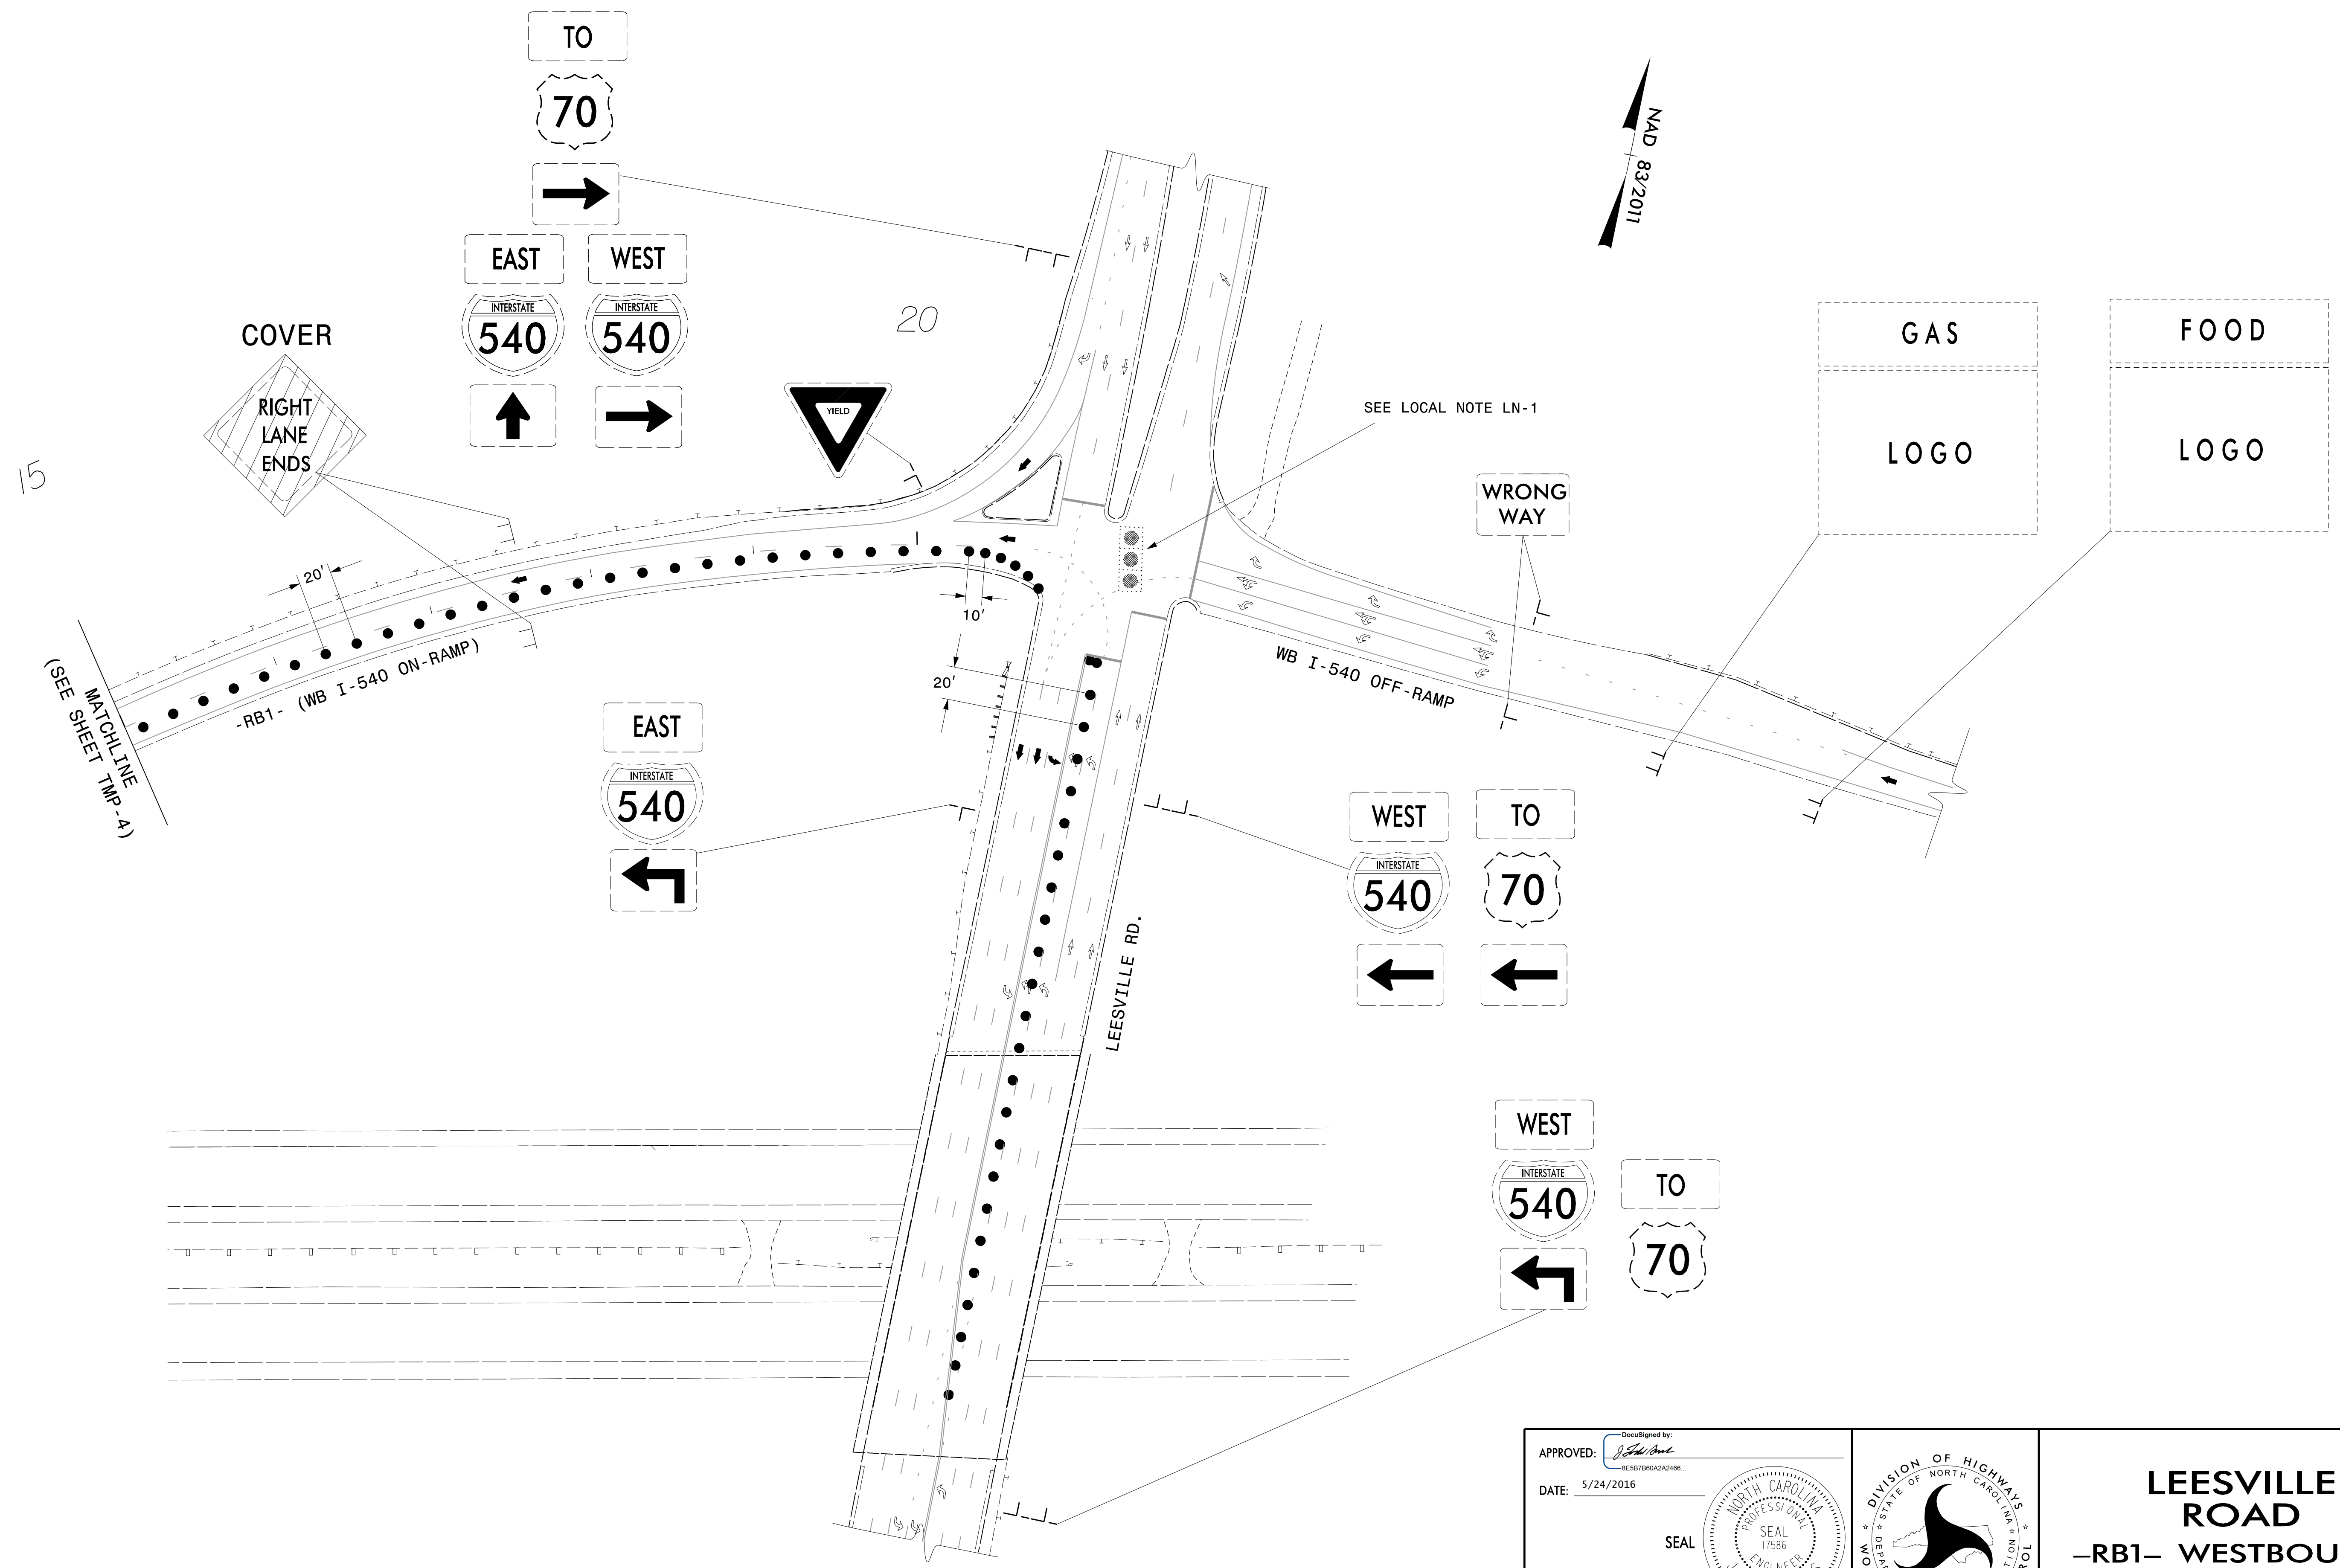 TO
70
EAST
WEST
INTERSTATE
540
INTERSTATE
540
COVER
RIGHT
LANE
ENDS
YIELD
20
15
NAD 83/2011
SEE LOCAL NOTE LN-1
WRONG
WAY
GAS
LOGO
FOOD
LOGO
20'
10'
20'
MATCHLINE
(SEE SHEET TMP-4)
-RB1- (WB I-540 ON-RAMP)
WB I-540 OFF-RAMP
EAST
INTERSTATE
540
WEST
INTERSTATE
540
TO
70
LEESVILLE RD.
WEST
INTERSTATE
540
TO
70
APPROVED:
DocuSigned by:
8E5B7B60A2A2466...
DATE: 5/24/2016
SEAL
NORTH CAROLINA
PROFESSIONAL
SEAL
17586
ENGINEER
DIVISION OF HIGHWAYS
STATE OF NORTH CAROLINA
LEESVILLE
ROAD
–RB1– WESTBOU